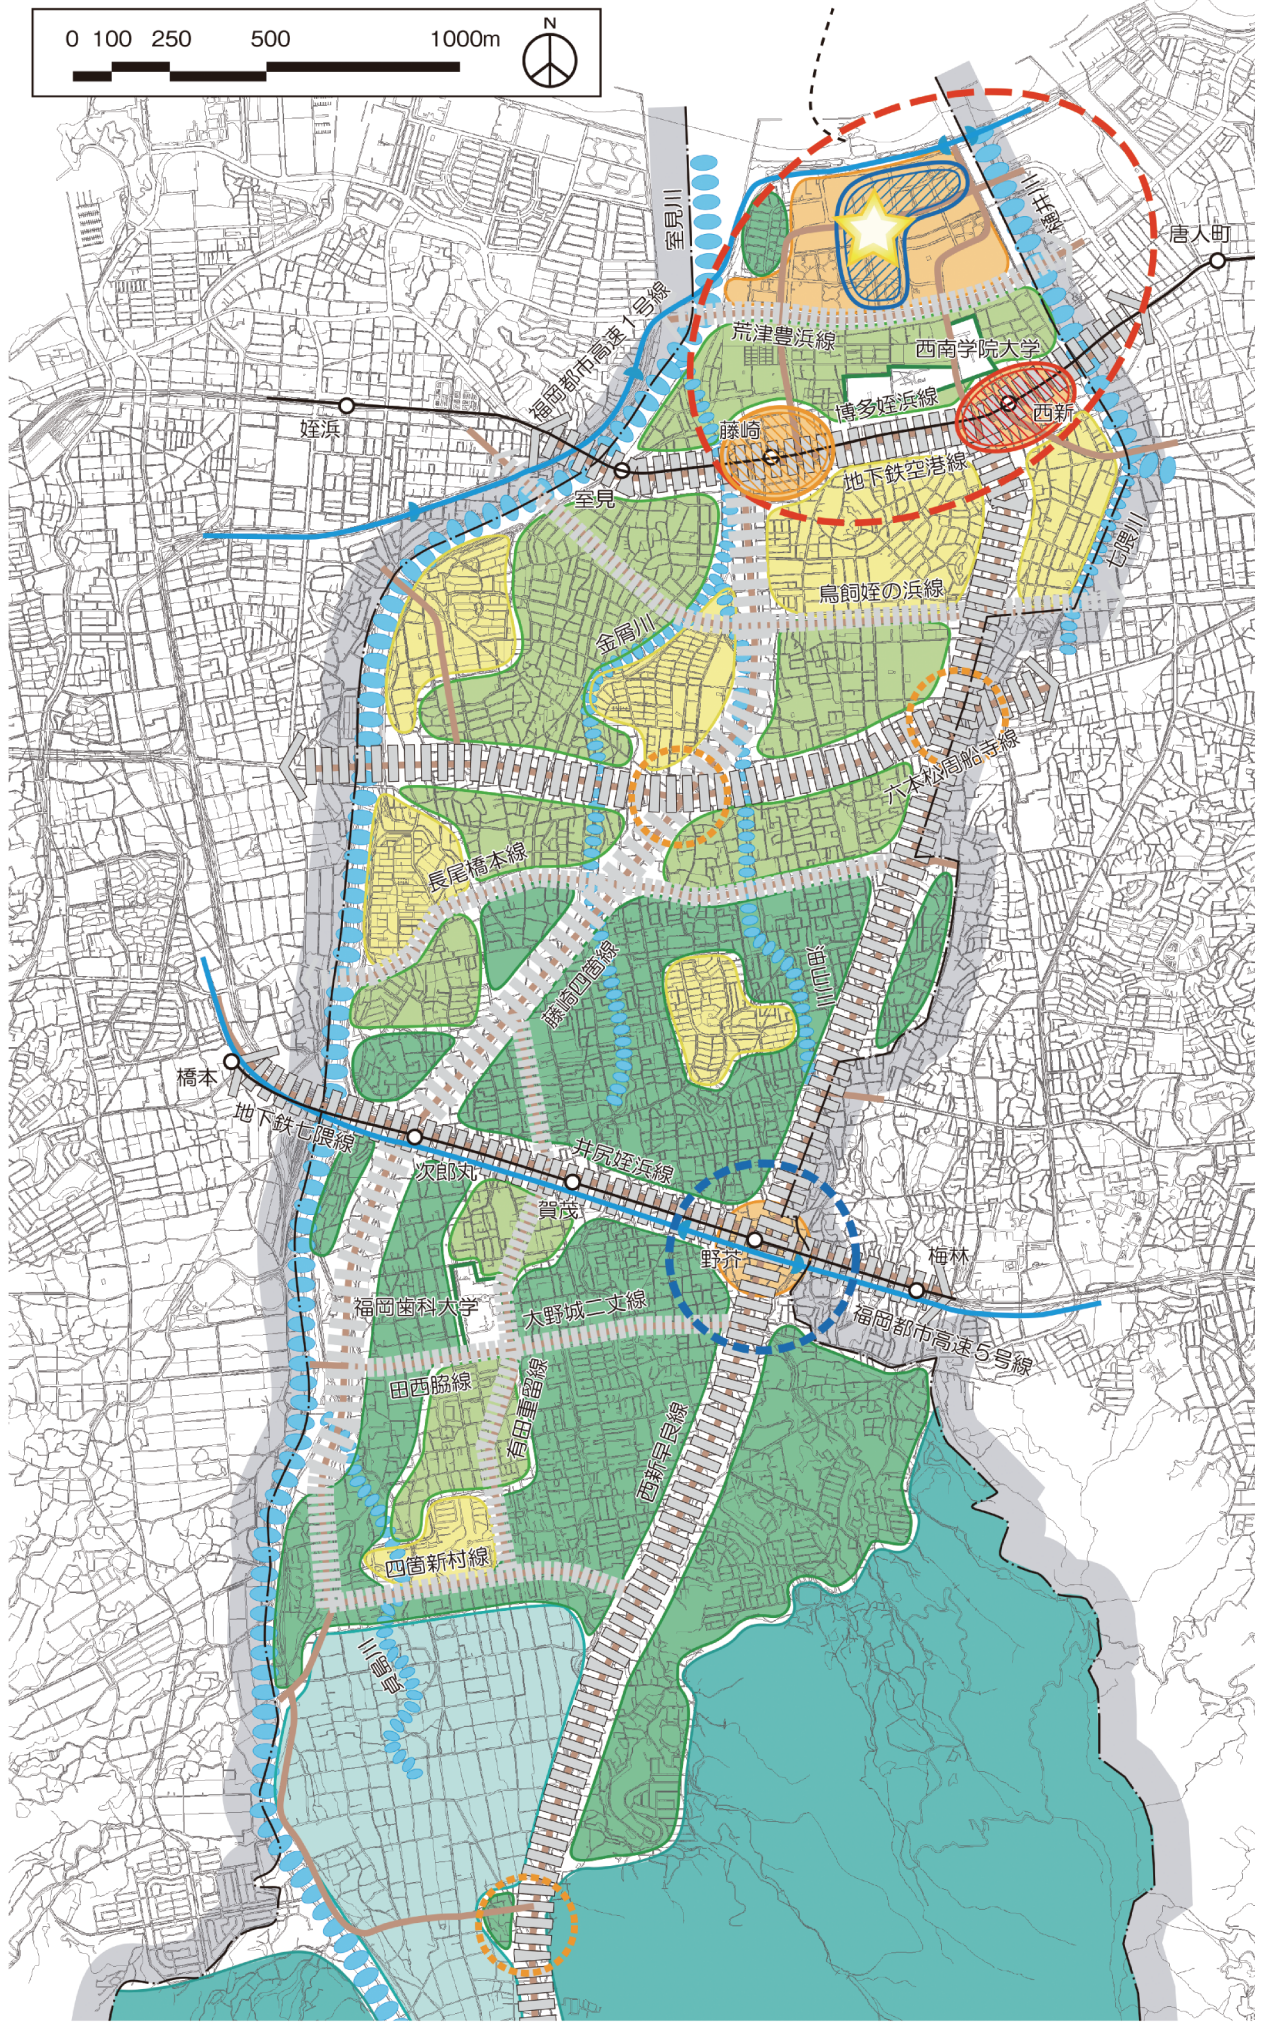 0 100 250 500 1000m
N
室見川
樋井川
唐人町
福岡都市高速1号線
荒津豊浜線
西南学院大学
姪浜
博多姪浜線
西新
藤崎
地下鉄空港線
室見
七隈川
鳥飼姪の浜線
金屑川
六本松周船寺線
長尾橋本線
藤崎四箇線
油山川
橋本
地下鉄七隈線
次郎丸
井尻姪浜線
賀茂
野芥
梅林
福岡歯科大学
大野城二丈線
福岡都市高速5号線
田西脇線
有田重留線
西新早良線
四箇新村線
三郎泉